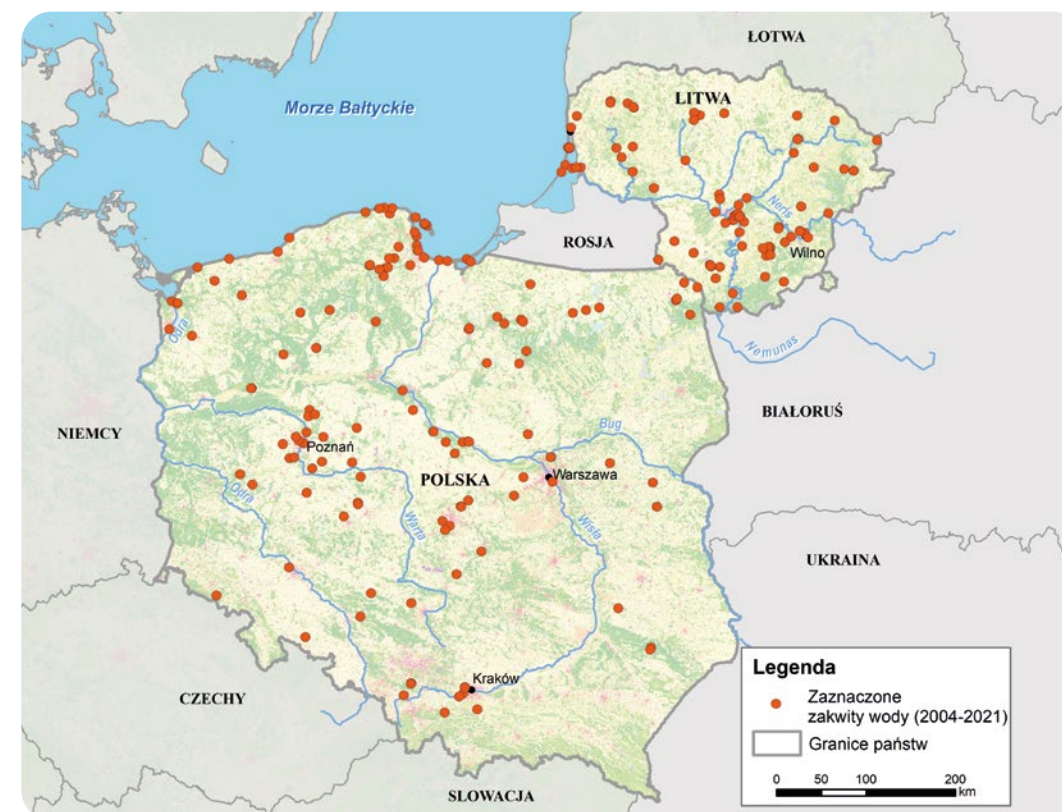 ŁOTWA
Morze Bałtyckie
LITWA
Neris
ROSJA
Wilno
Odra
Nemunas
NIEMCY
BIAŁORUŚ
Poznań
Bug
POLSKA
Warszawa
Odra
Warta
Wisła
UKRAINA
Kraków
CZECHY
SŁOWACJA
Legenda
Zaznaczone
zakwity wody (2004-2021)
Granice państw
0 50 100 200
km